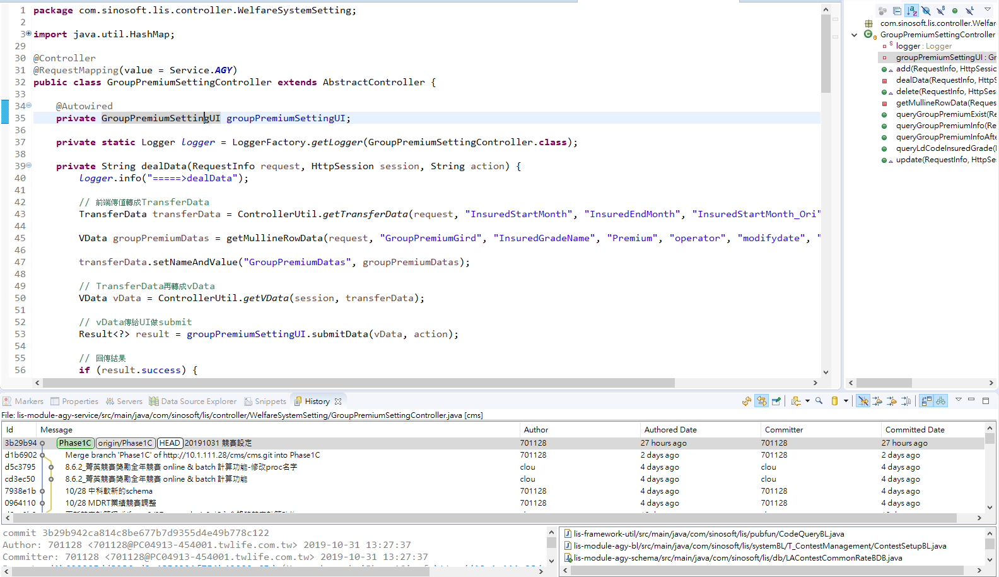 1 package com.sinosoft.lis.controller.WelfareSystemSetting;
2
3 import java.util.HashMap;
29
30 @Controller
31 @RequestMapping(value = Service.AGY)
32 public class GroupPremiumSettingController extends AbstractController {
33
34 @Autowired
35 private GroupPremiumSettingUI groupPremiumSettingUI;
36
37 private static Logger logger = LoggerFactory.getLogger(GroupPremiumSettingController.class);
38
39 private String dealData(RequestInfo request, HttpSession session, String action) {
40 logger.info("=====>dealData");
41
42 // 前端傳值轉成TransferData
43 TransferData transferData = ControllerUtil.getTransferData(request, "InsuredStartMonth", "InsuredEndMonth", "InsuredStartMonth_Ori"
44
45 VData groupPremiumDatas = getMullineRowData(request, "GroupPremiumGird", "InsuredGradeName", "Premium", "operator", "modifydate", "
46
47 transferData.setNameAndValue("GroupPremiumDatas", groupPremiumDatas);
48
49 // TransferData再轉成vData
50 VData vData = ControllerUtil.getVData(session, transferData);
51
52 // vData傳給UI做submit
53 Result<?> result = groupPremiumSettingUI.submitData(vData, action);
54
55 // 回傳結果
56 if (result.success) {
com.sinosoft.lis.controller.Welfar
GroupPremiumSettingController
logger : Logger
groupPremiumSettingUI : Gr
add(RequestInfo, HttpSessio
dealData(RequestInfo, HttpS
delete(RequestInfo, HttpSes
getMullineRowData(Reques
queryGroupPremiumExist(Re
queryGroupPremiumInfo(Re
queryGroupPremiumInfoAfte
queryLdCodeInsuredGrade(
update(RequestInfo, HttpSe
Markers Properties Servers Data Source Explorer Snippets History
File: lis-module-agy-service/src/main/java/com/sinosoft/lis/controller/WelfareSystemSetting/GroupPremiumSettingController.java [cms]
Id Message Author Authored Date Committer Committed Date
3b29b94 Phase1C origin/Phase1C HEAD 20191031 競賽設定 701128 27 hours ago 701128 27 hours ago
d1b6902 Merge branch 'Phase1C' of http://10.1.111.28/cms/cms.git into Phase1C 701128 2 days ago 701128 2 days ago
d5c3795 8.6.2_菁英競賽獎勵全年競賽 online & batch 計算功能-修改proc名字 clou 4 days ago clou 4 days ago
cd3ec50 8.6.2_菁英競賽獎勵全年競賽 online & batch 計算功能 clou 4 days ago clou 4 days ago
7938e1b 10/28 中科軟新的schema 701128 4 days ago 701128 4 days ago
0964110 10/28 MDRT業績競賽調整 701128 4 days ago 701128 4 days ago
commit 3b29b942ca814c8be677b7d9355d4e49b778c122
Author: 701128 <701128@PC04913-454001.twlife.com.tw> 2019-10-31 13:27:37
Committer: 701128 <701128@PC04913-454001.twlife.com.tw> 2019-10-31 13:27:37
lis-framework-util/src/main/java/com/sinosoft/lis/pubfun/CodeQueryBL.java
lis-module-agy-bl/src/main/java/com/sinosoft/lis/systemBL/T_ContestManagement/ContestSetupBL.java
lis-module-agy-schema/src/main/java/com/sinosoft/lis/db/LAContestCommonRateBDB.java